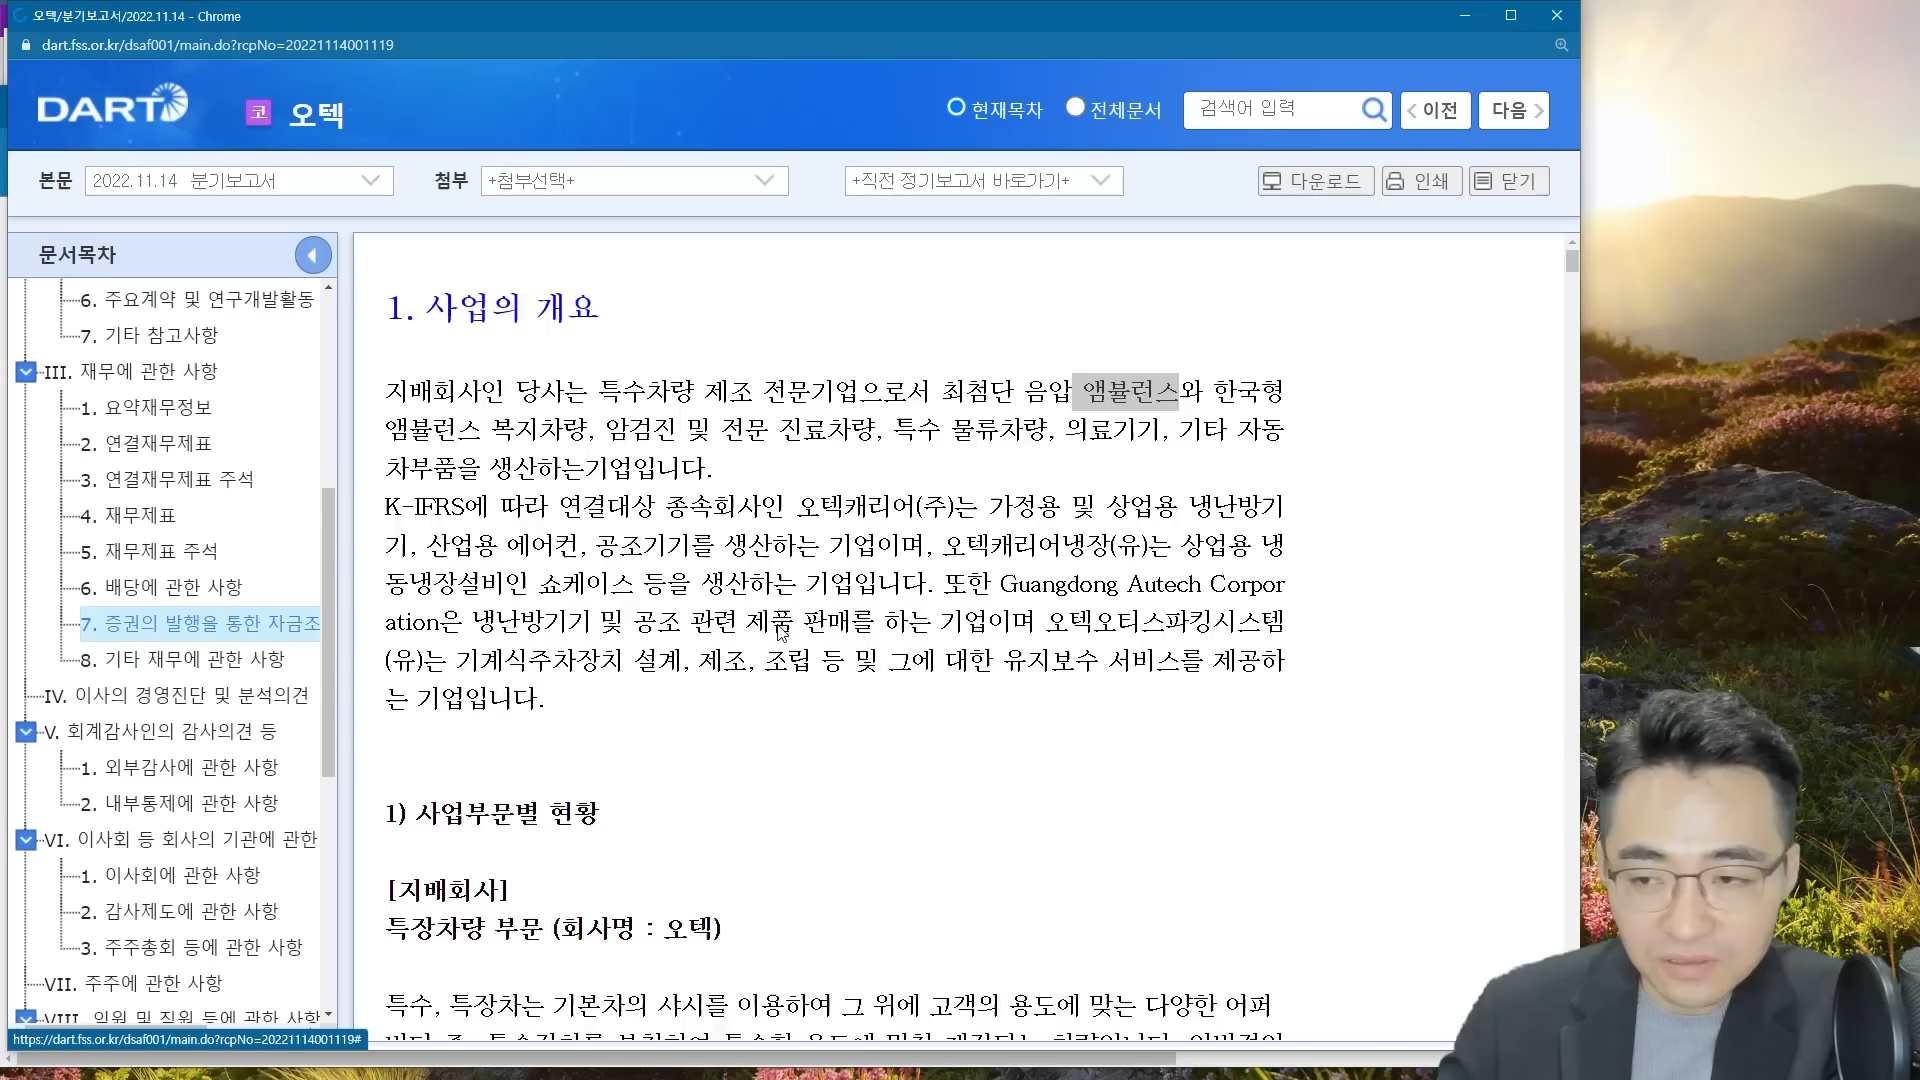 오텍/분기보고서/2022.11.14 - Chrome
dart.fss.or.kr/dsaf001/main.do?rcpNo=20221114001119
DART
코 오텍
현재목차 전체문서 검색어 입력 이전 다음
본문 2022.11.14 분기보고서 첨부 +첨부선택+ +직전 정기보고서 바로가기+ 다운로드 인쇄 닫기
문서목차
6. 주요계약 및 연구개발활동
7. 기타 참고사항
III. 재무에 관한 사항
1. 요약재무정보
2. 연결재무제표
3. 연결재무제표 주석
4. 재무제표
5. 재무제표 주석
6. 배당에 관한 사항
7. 증권의 발행을 통한 자금조
8. 기타 재무에 관한 사항
IV. 이사의 경영진단 및 분석의견
V. 회계감사인의 감사의견 등
1. 외부감사에 관한 사항
2. 내부통제에 관한 사항
VI. 이사회 등 회사의 기관에 관한
1. 이사회에 관한 사항
2. 감사제도에 관한 사항
3. 주주총회 등에 관한 사항
VII. 주주에 관한 사항
VIII. 임원 및 직원 등에 관한 사항
https://dart.fss.or.kr/dsaf001/main.do?rcpNo=20221114001119#
1. 사업의 개요
지배회사인 당사는 특수차량 제조 전문기업으로서 최첨단 음압 앰뷸런스와 한국형
앰뷸런스 복지차량, 암검진 및 전문 진료차량, 특수 물류차량, 의료기기, 기타 자동
차부품을 생산하는기업입니다.
K-IFRS에 따라 연결대상 종속회사인 오텍캐리어(주)는 가정용 및 상업용 냉난방기
기, 산업용 에어컨, 공조기기를 생산하는 기업이며, 오텍캐리어냉장(유)는 상업용 냉
동냉장설비인 쇼케이스 등을 생산하는 기업입니다. 또한 Guangdong Autech Corpor
ation은 냉난방기기 및 공조 관련 제품 판매를 하는 기업이며 오텍오티스파킹시스템
(유)는 기계식주차장치 설계, 제조, 조립 등 및 그에 대한 유지보수 서비스를 제공하
는 기업입니다.
1) 사업부문별 현황
[지배회사]
특장차량 부문 (회사명 : 오텍)
특수, 특장차는 기본차의 샤시를 이용하여 그 위에 고객의 용도에 맞는 다양한 어퍼